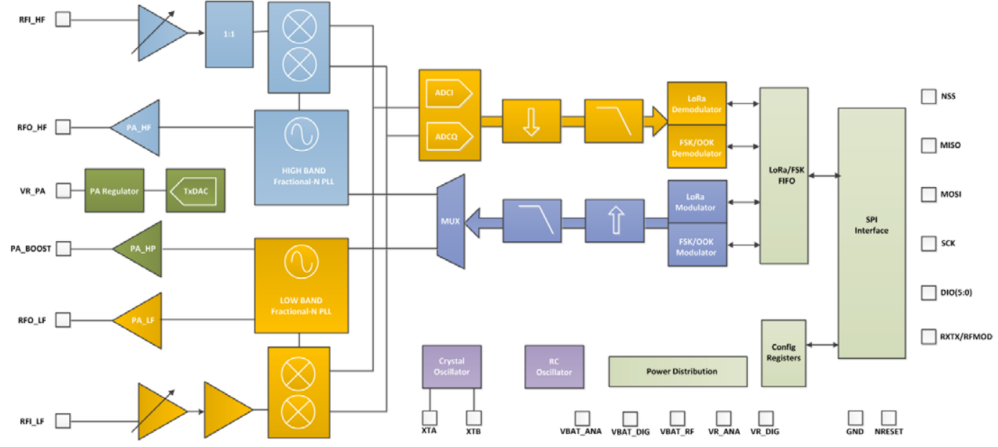 RFI_HF
1:1
RFO_HF
PA_HF
HIGH BAND
Fractional-N PLL
VR_PA
PA Regulator
TxDAC
PA_BOOST
PA_HP
RFO_LF
PA_LF
LOW BAND
Fractional-N PLL
RFI_LF
ADCI
ADCQ
MUX
LoRa
Demodulator
FSK/OOK
Demodulator
LoRa
Modulator
FSK/OOK
Modulator
LoRa/FSK
FIFO
SPI
Interface
Config
Registers
Crystal
Oscillator
RC
Oscillator
Power Distribution
XTA
XTB
VBAT_ANA
VBAT_DIG
VBAT_RF
VR_ANA
VR_DIG
GND
NRESET
NSS
MISO
MOSI
SCK
DIO(5:0)
RXTX/RFMOD